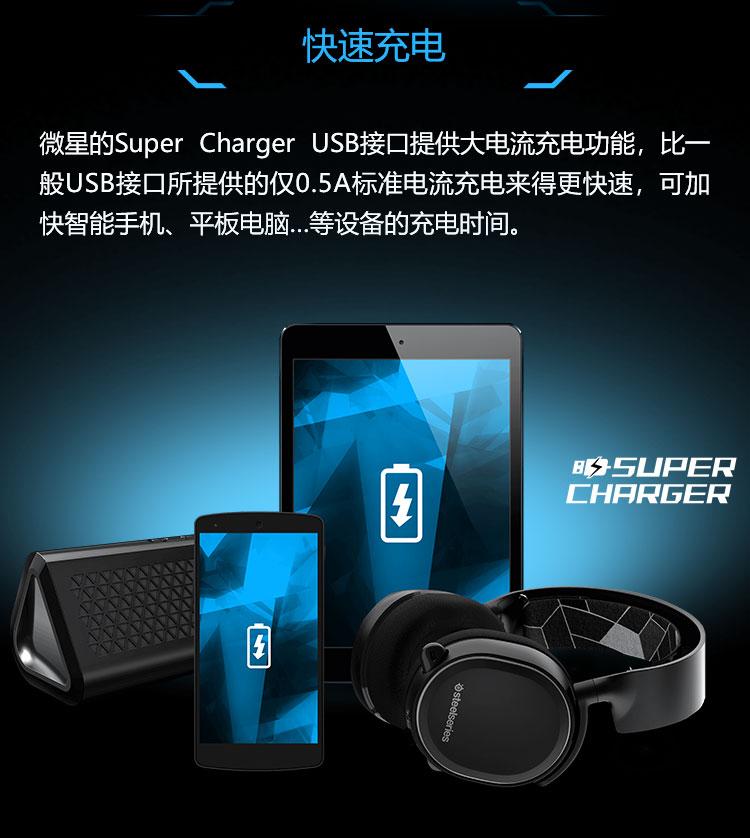 快速充电
微星的Super Charger USB接口提供大电流充电功能，比一
般USB接口所提供的仅0.5A标准电流充电来得更快速，可加
快智能手机、平板电脑...等设备的充电时间。
SUPER
CHARGER
steelseries